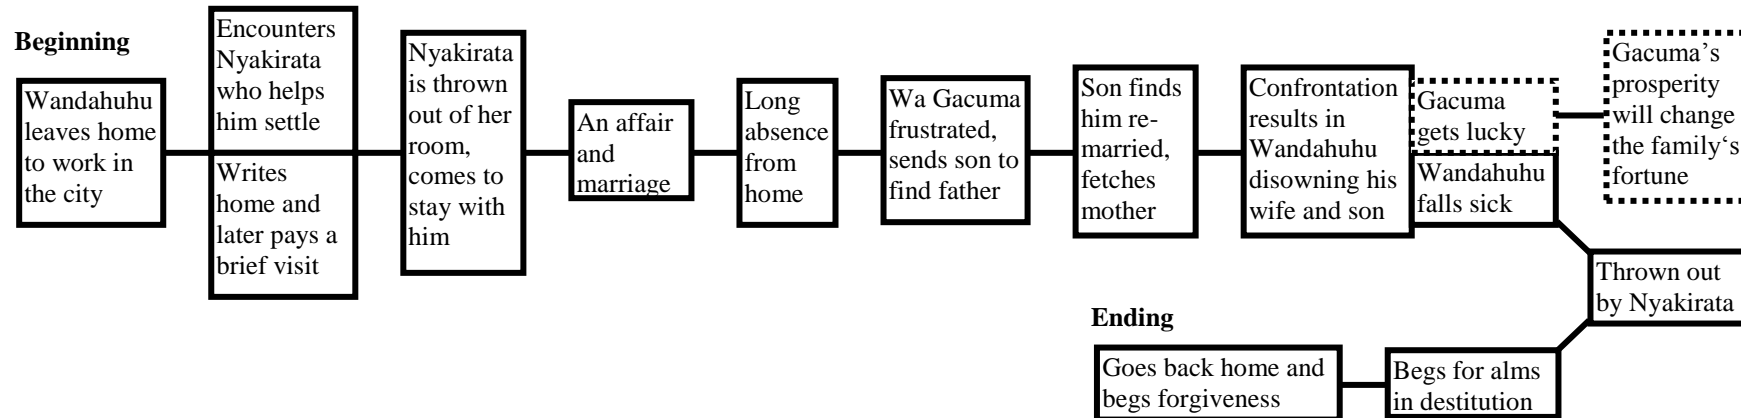 Beginning
Wandahuhu
leaves home
to work in
the city
Encounters
Nyakirata
who helps
him settle
Writes
home and
later pays a
brief visit
Nyakirata
is thrown
out of her
room,
comes to
stay with
him
An affair
and
marriage
Long
absence
from
home
Wa Gacuma
frustrated,
sends son to
find father
Son finds
him re-
married,
fetches
mother
Confrontation
results in
Wandahuhu
disowning his
wife and son
Gacuma
gets lucky
Wandahuhu
falls sick
Gacuma’s
prosperity
will change
the family‘s
fortune
Thrown out
by Nyakirata
Begs for alms
in destitution
Ending
Goes back home and
begs forgiveness